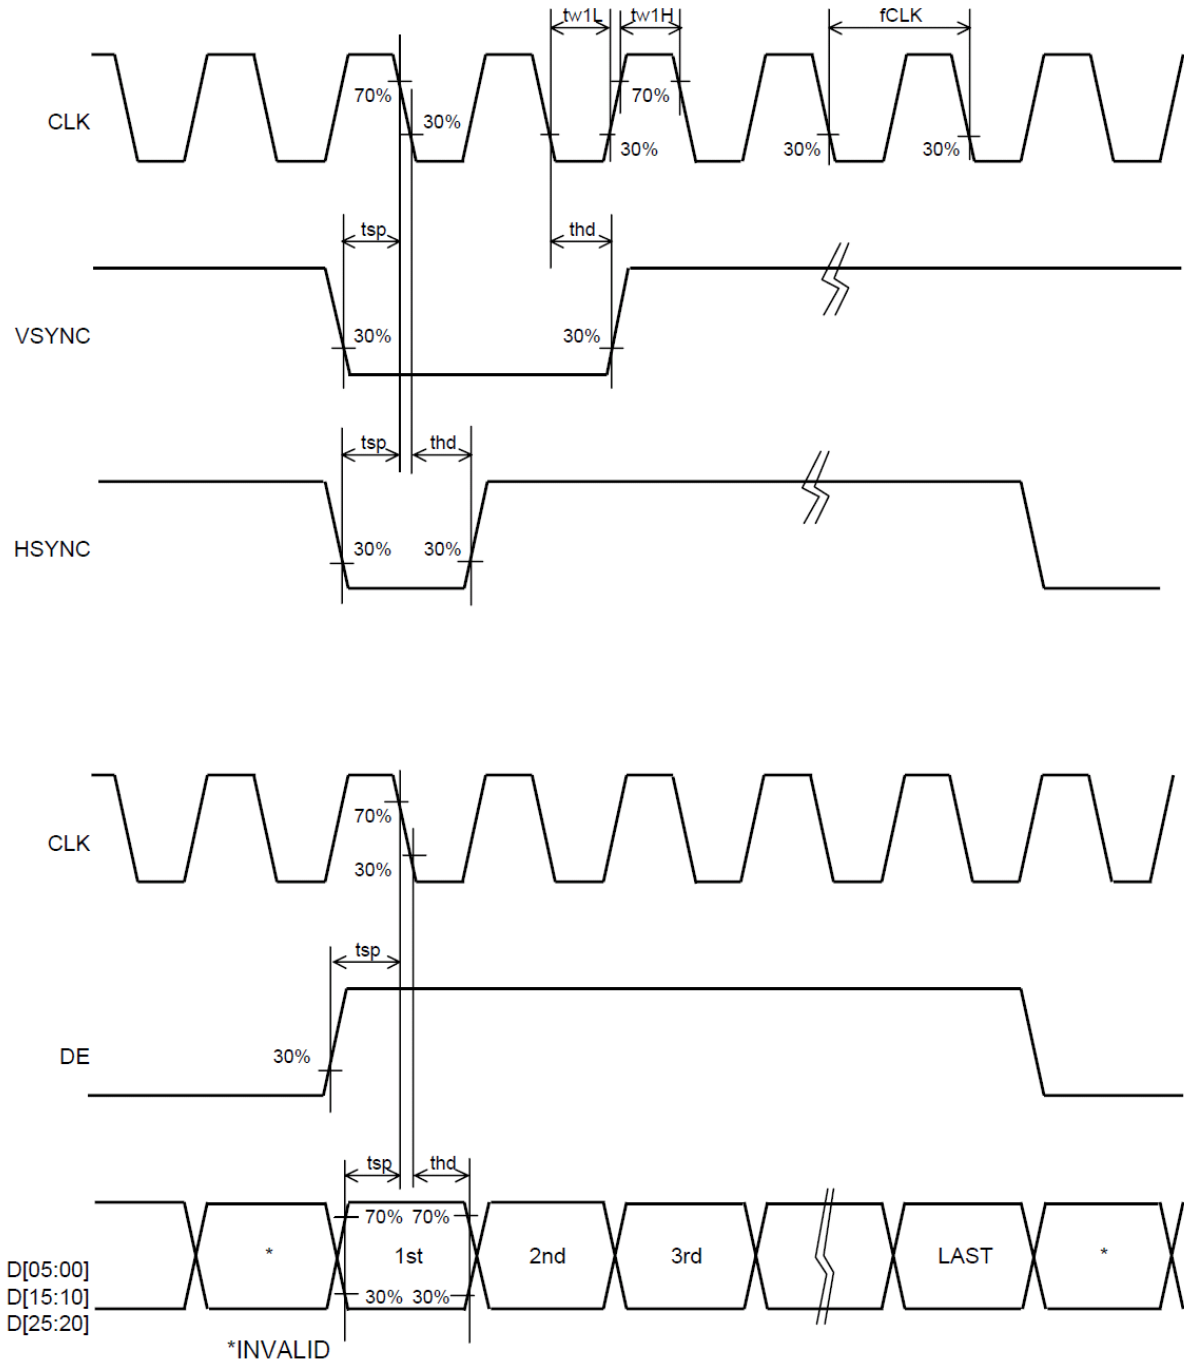 tw1L tw1H fCLK
CLK
70%
30%
70%
30%
30%
30%
tsp
thd
VSYNC
30%
30%
tsp
thd
HSYNC
30%
30%
CLK
70%
30%
tsp
DE
30%
tsp
thd
70% 70%
* 1st 2nd 3rd LAST *
30% 30%
D[05:00]
D[15:10]
D[25:20]
*INVALID